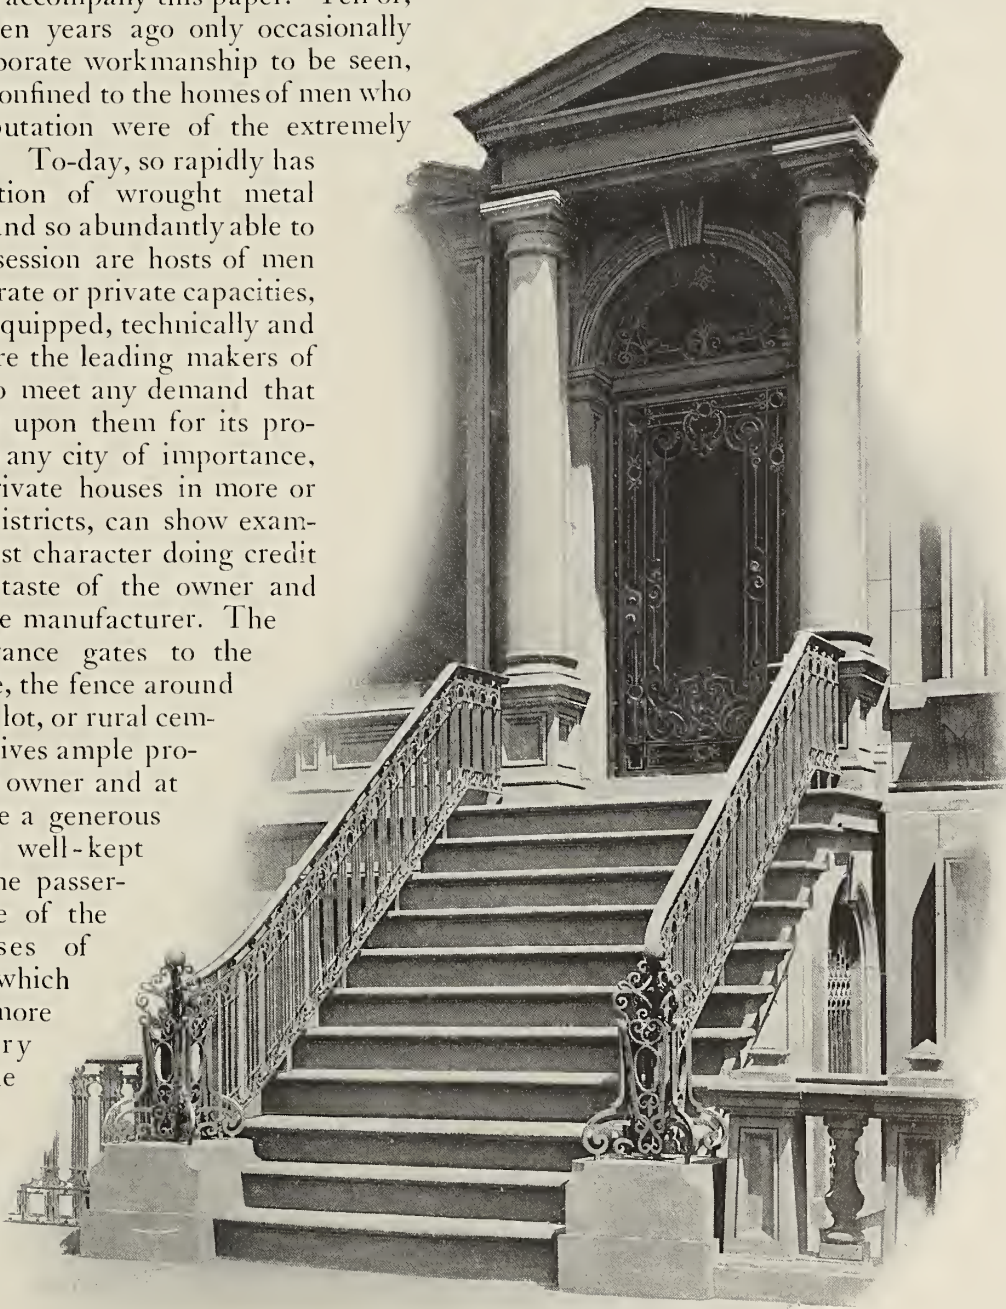 accompany this paper? Ten or,
en years ago only occasionally
borate workmanship to be seen,
onfined to the homes of men who
putation were of the extremely
To-day, so rapidly has
tion of wrought metal
and so abundantly able to
session are hosts of men
rate or private capacities,
quipped, technically and
re the leading makers of
o meet any demand that
upon them for its pro-
any city of importance,
rivate houses in more or
istricts, can show exam-
st character doing credit
taste of the owner and
e manufacturer. The
rance gates to the
e, the fence around
lot, or rural cem-
ives ample pro-
owner and at
e a generous
well-kept
he passer-
e of the
ses of
which
more
ry
le